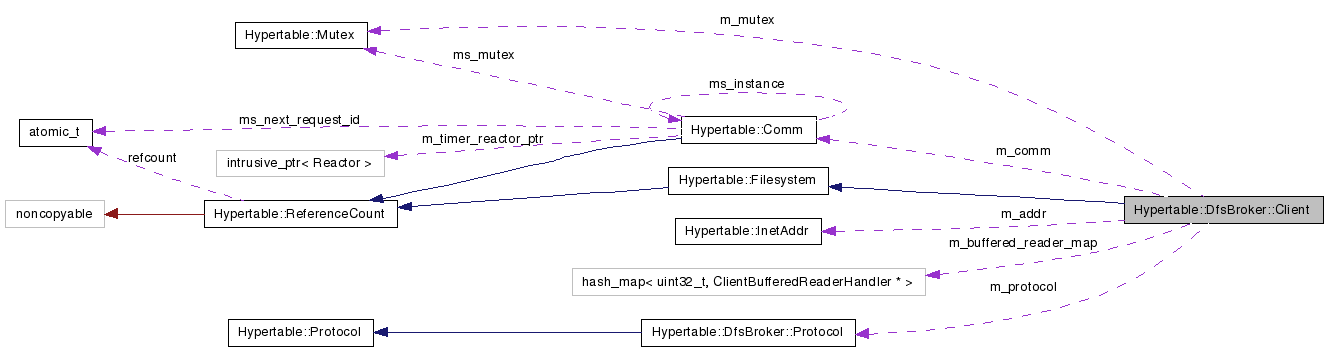 m_mutex
Hypertable::Mutex
ms_mutex
ms_instance
ms_next_request_id
atomic_t
Hypertable::Comm
m_timer_reactor_ptr
m_comm
refcount
intrusive_ptr< Reactor >
Hypertable::Filesystem
noncopyable
Hypertable::ReferenceCount
Hypertable::DfsBroker::Client
m_addr
Hypertable::InetAddr
m_buffered_reader_map
hash_map< uint32_t, ClientBufferedReaderHandler * >
m_protocol
Hypertable::Protocol
Hypertable::DfsBroker::Protocol